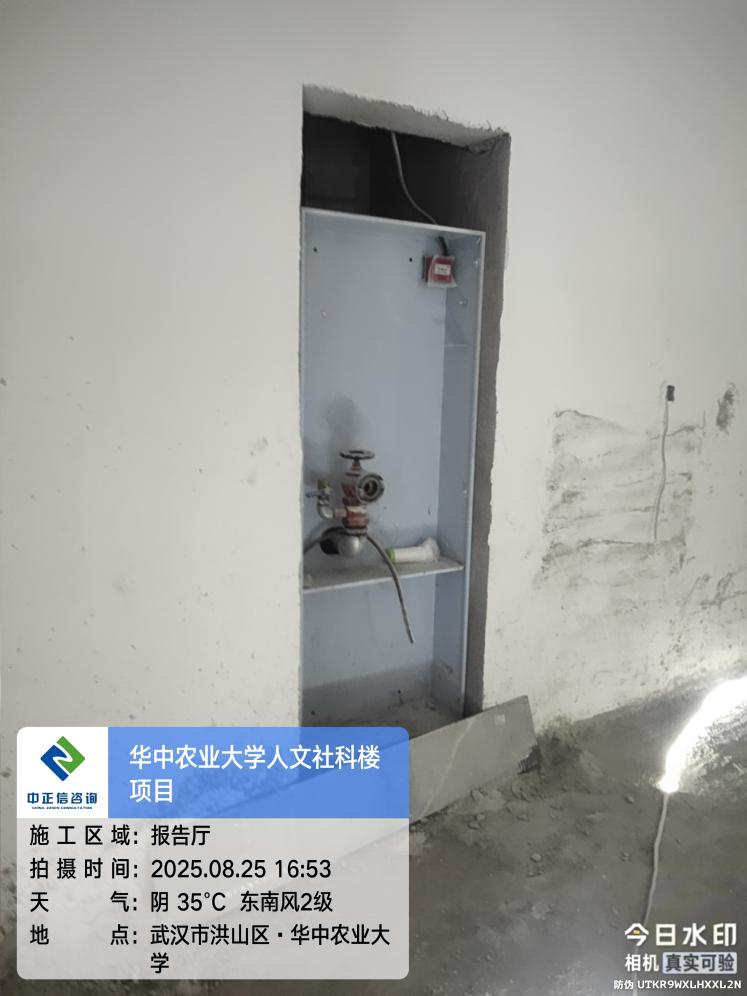 中正信咨询
CHINA ZZXIN CONSULTATION
华中农业大学人文社科楼
项目
施工区域：报告厅
拍摄时间：2025.08.25 16:53
天气：阴 35℃ 东南风2级
地点：武汉市洪山区·华中农业大
学
今日水印
相机 真实可验
防伪 UTKR9WXLHXXL2N